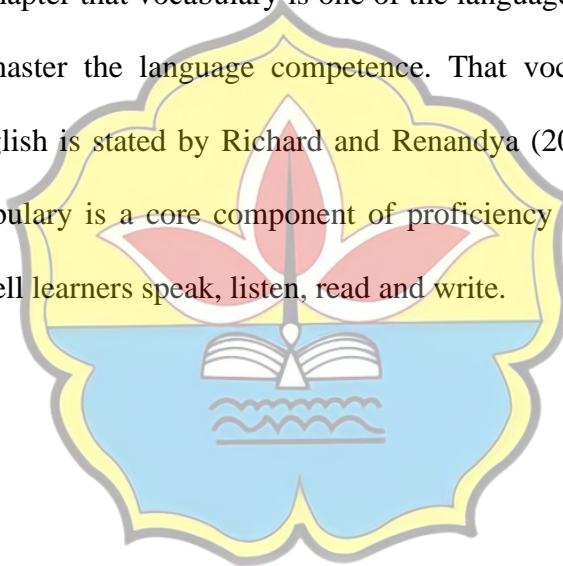 hapter that vocabulary is one of the language
naster the language competence. That voc
glish is stated by Richard and Renandya (20
bulary is a core component of proficiency
ell learners speak, listen, read and write.